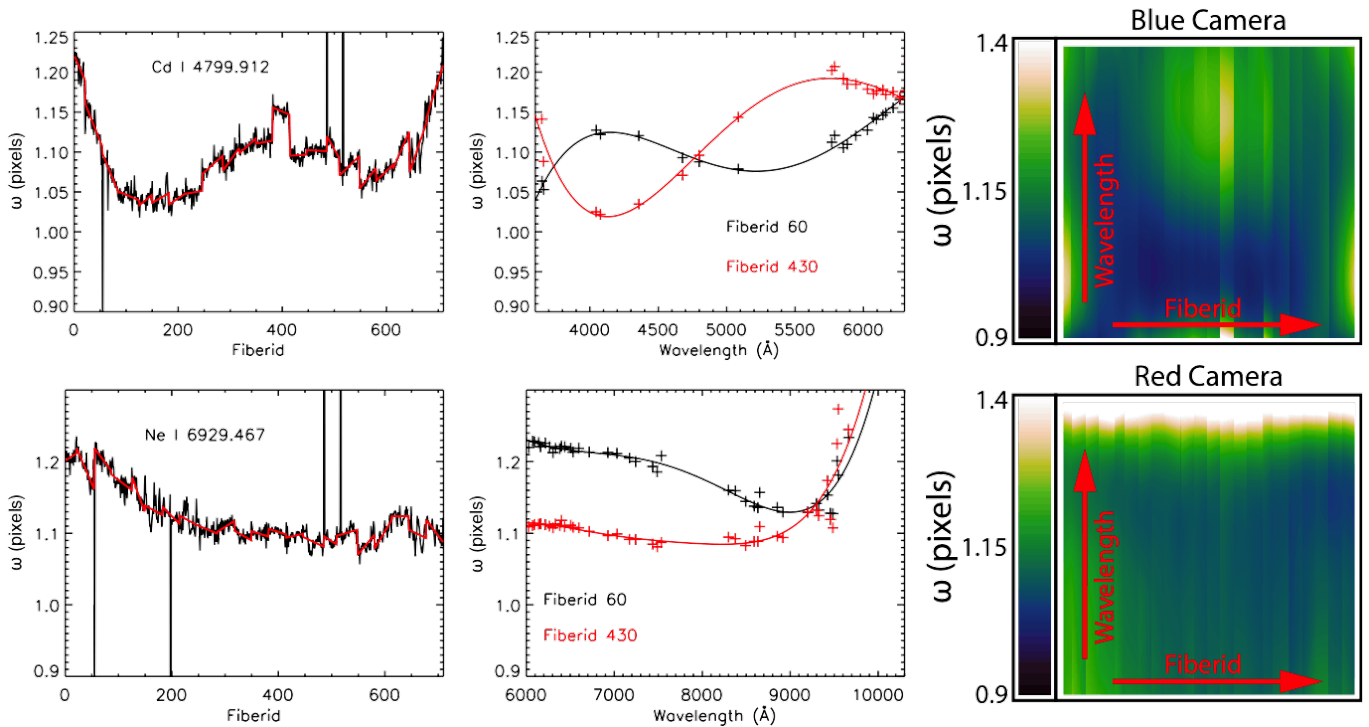 1.25
1.20
1.15
1.10
1.05
1.00
0.95
0.90
ω (pixels)
Cd I 4799.912
0 200 400 600
Fiberid
1.25
1.20
1.15
1.10
1.05
1.00
0.95
0.90
ω (pixels)
Fiberid 60
Fiberid 430
4000 4500 5000 5500 6000
Wavelength (Å)
Blue Camera
1.4
1.15
0.9
ω (pixels)
Wavelength
Fiberid
1.2
1.1
1.0
0.9
ω (pixels)
Ne I 6929.467
0 200 400 600
Fiberid
1.2
1.1
1.0
0.9
ω (pixels)
Fiberid 60
Fiberid 430
6000 7000 8000 9000 10000
Wavelength (Å)
Red Camera
1.4
1.15
0.9
ω (pixels)
Wavelength
Fiberid